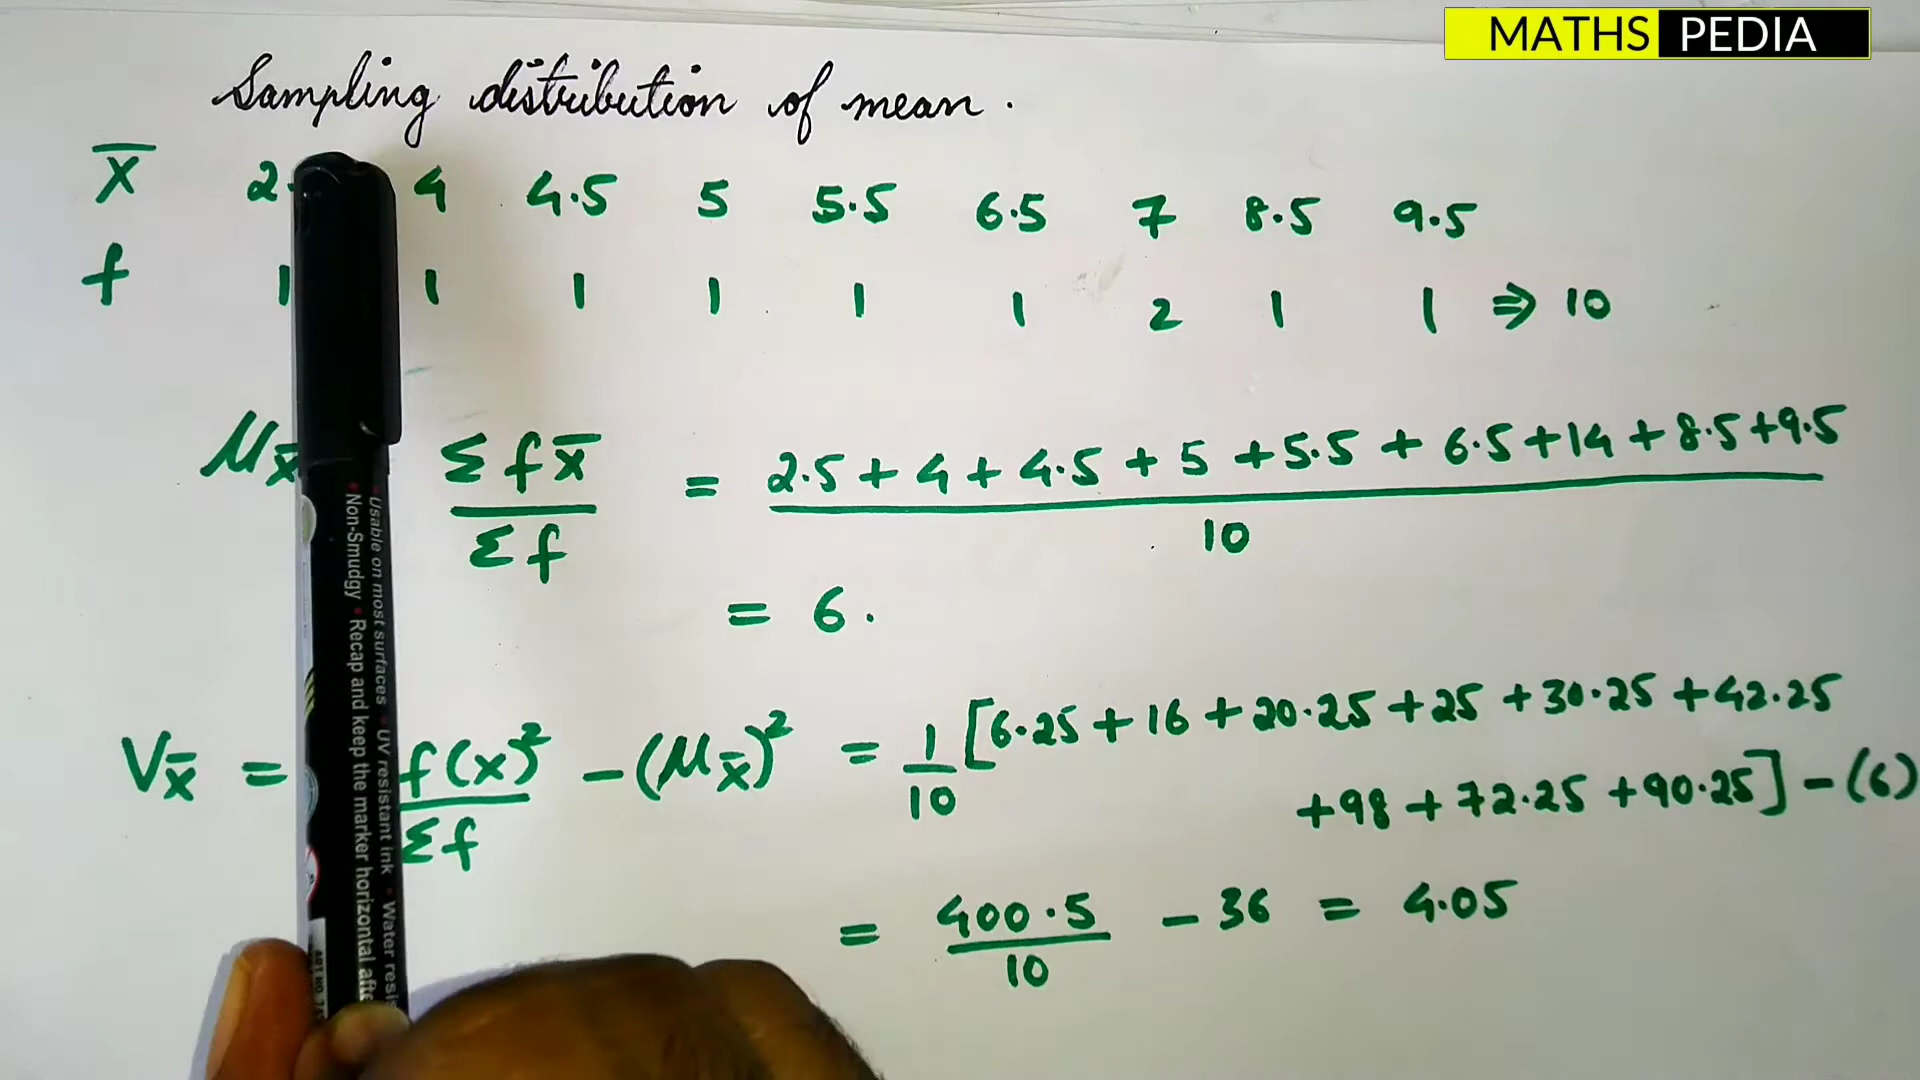 MATHS PEDIA
Sampling distribution of mean.
X̅ 2. 4 4.5 5 5.5 6.5 7 8.5 9.5
f 1 1 1 1 1 1 2 1 1 ⇒ 10
μx̅ Σfx̅ / Σf = 2.5 + 4 + 4.5 + 5 + 5.5 + 6.5 + 14 + 8.5 + 9.5 / 10
= 6.
Vx̅ = f(x)² / Σf − (μx̅)² = 1/10 [6.25 + 16 + 20.25 + 25 + 30.25 + 42.25
+ 98 + 72.25 + 90.25] − (6)
= 400.5 / 10 − 36 = 4.05
• Usable on most surfaces • UV resistant ink • Water resis
• Non-Smudgy • Recap and keep the marker horizontal afte